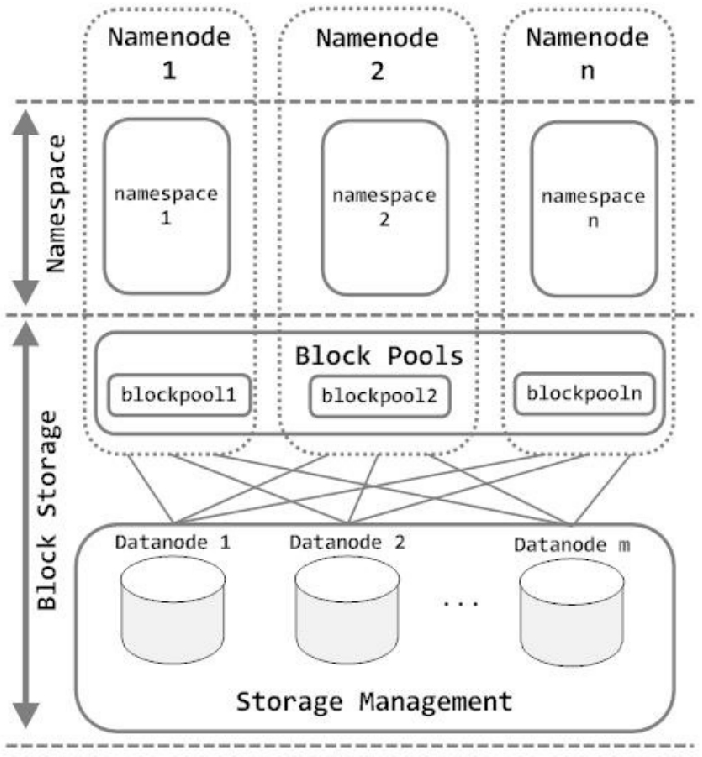 Namenode
1
Namenode
2
Namenode
n
Namespace
namespace
1
namespace
2
namespace
n
Block Storage
Block Pools
blockpool1
blockpool2
blockpooln
Datanode 1
Datanode 2
Datanode m
...
Storage Management